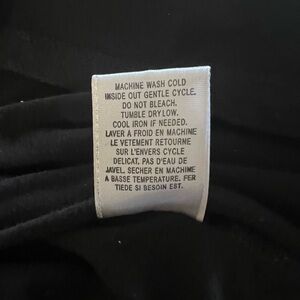 MACHINE WASH COLD
INSIDE OUT GENTLE CYCLE.
DO NOT BLEACH.
TUMBLE DRY LOW.
COOL IRON IF NEEDED.
LAVER A FROID EN MACHINE
LE VETEMENT RETOURNE
SUR L'ENVERS CYCLE
DELICAT. PAS D'EAU DE
JAVEL. SECHER EN MACHINE
A BASSE TEMPERATURE. FER
TIEDE SI BESOIN EST.